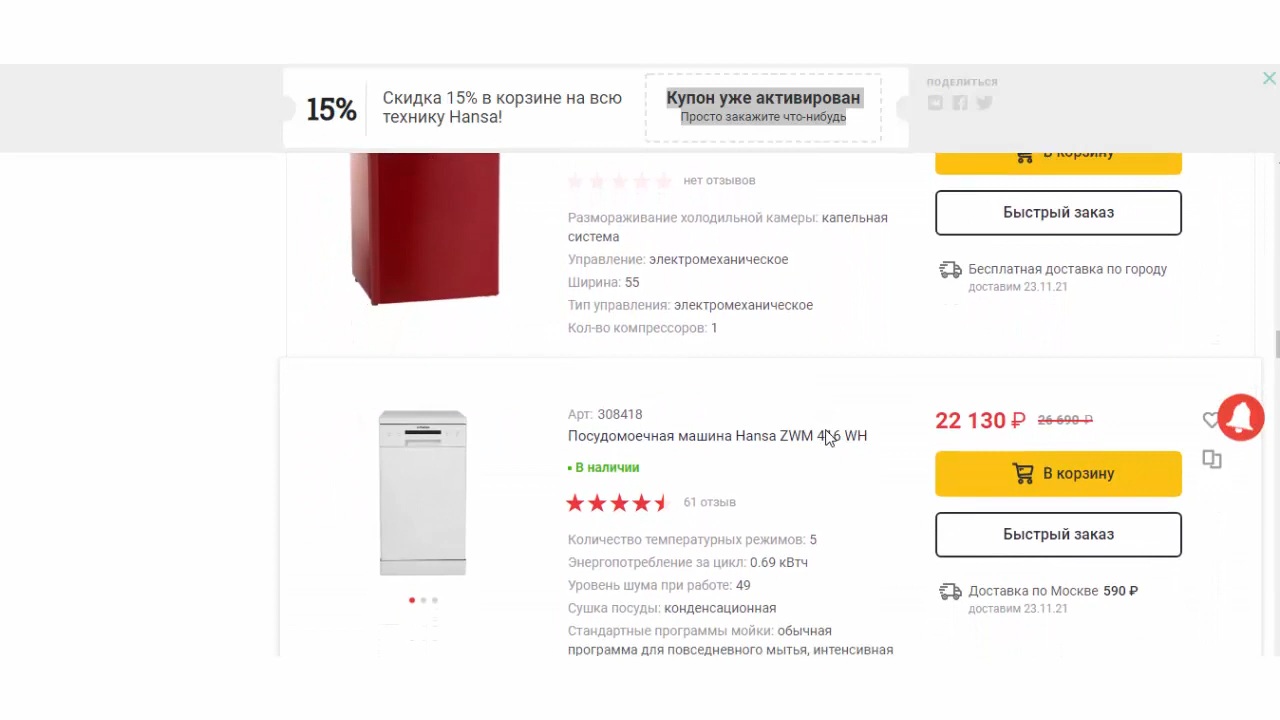 15%
Скидка 15% в корзине на всю
технику Hansa!
Купон уже активирован
Просто закажите что-нибудь
ПОДЕЛИТЬСЯ
В корзину
нет отзывов
Размораживание холодильной камеры: капельная
система
Управление: электромеханическое
Ширина: 55
Тип управления: электромеханическое
Кол-во компрессоров: 1
Быстрый заказ
Бесплатная доставка по городу
доставим 23.11.21
Арт: 308418
Посудомоечная машина Hansa ZWM WH
В наличии
61 отзыв
Количество температурных режимов: 5
Энергопотребление за цикл: 0.69 кВтч
Уровень шума при работе: 49
Сушка посуды: конденсационная
Стандартные программы мойки: обычная
программа для повседневного мытья, интенсивная
22 130 ₽ 26 690 ₽
В корзину
Быстрый заказ
Доставка по Москве 590 ₽
доставим 23.11.21